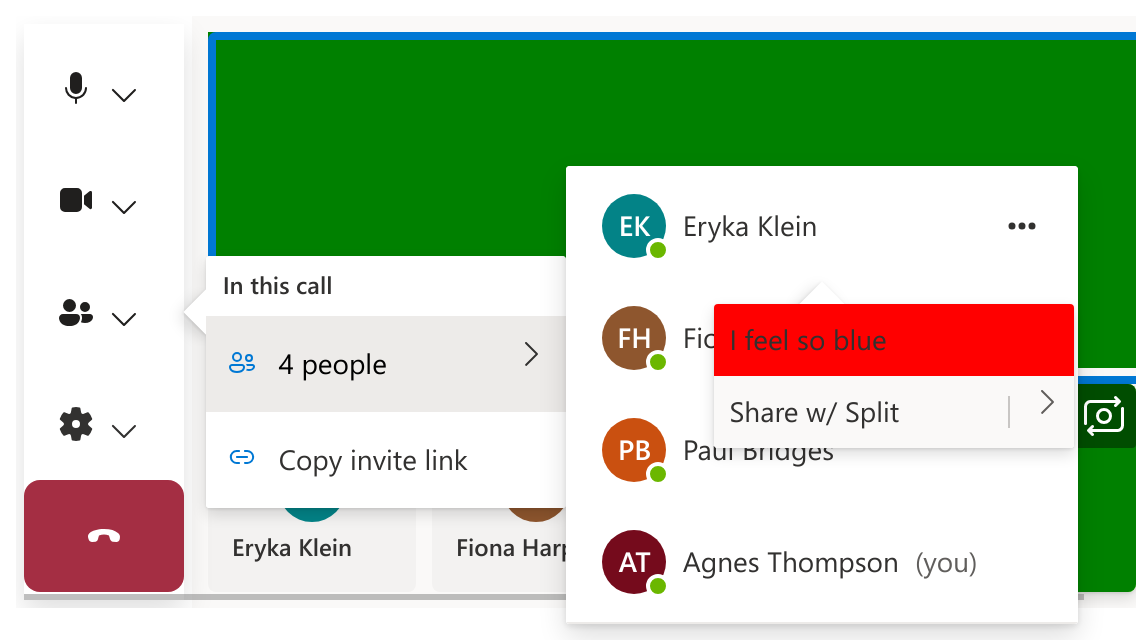 In this call
4 people
Copy invite link
Eryka Klein
Fiona Harp
EK Eryka Klein
FH Fic
I feel so blue
Share w/ Split
PB Paul Bridges
AT Agnes Thompson (you)